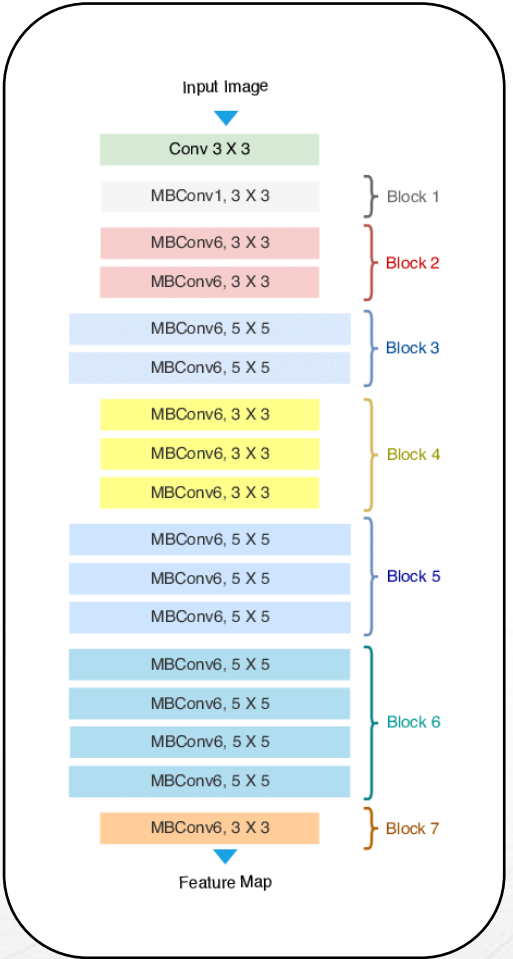 Input Image
Conv 3 X 3
MBConv1, 3 X 3
Block 1
MBConv6, 3 X 3
MBConv6, 3 X 3
Block 2
MBConv6, 5 X 5
MBConv6, 5 X 5
Block 3
MBConv6, 3 X 3
MBConv6, 3 X 3
MBConv6, 3 X 3
Block 4
MBConv6, 5 X 5
MBConv6, 5 X 5
MBConv6, 5 X 5
Block 5
MBConv6, 5 X 5
MBConv6, 5 X 5
MBConv6, 5 X 5
MBConv6, 5 X 5
Block 6
MBConv6, 3 X 3
Block 7
Feature Map